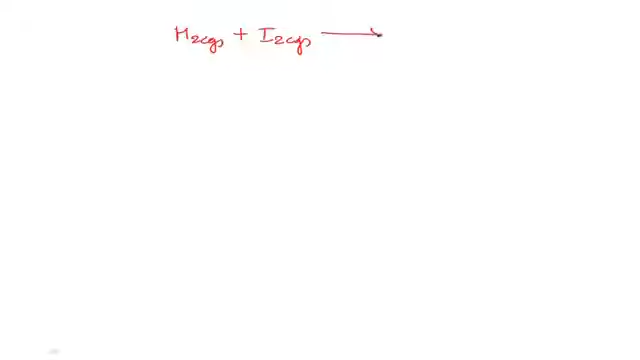 H₂(g) + I₂(g) ⟶